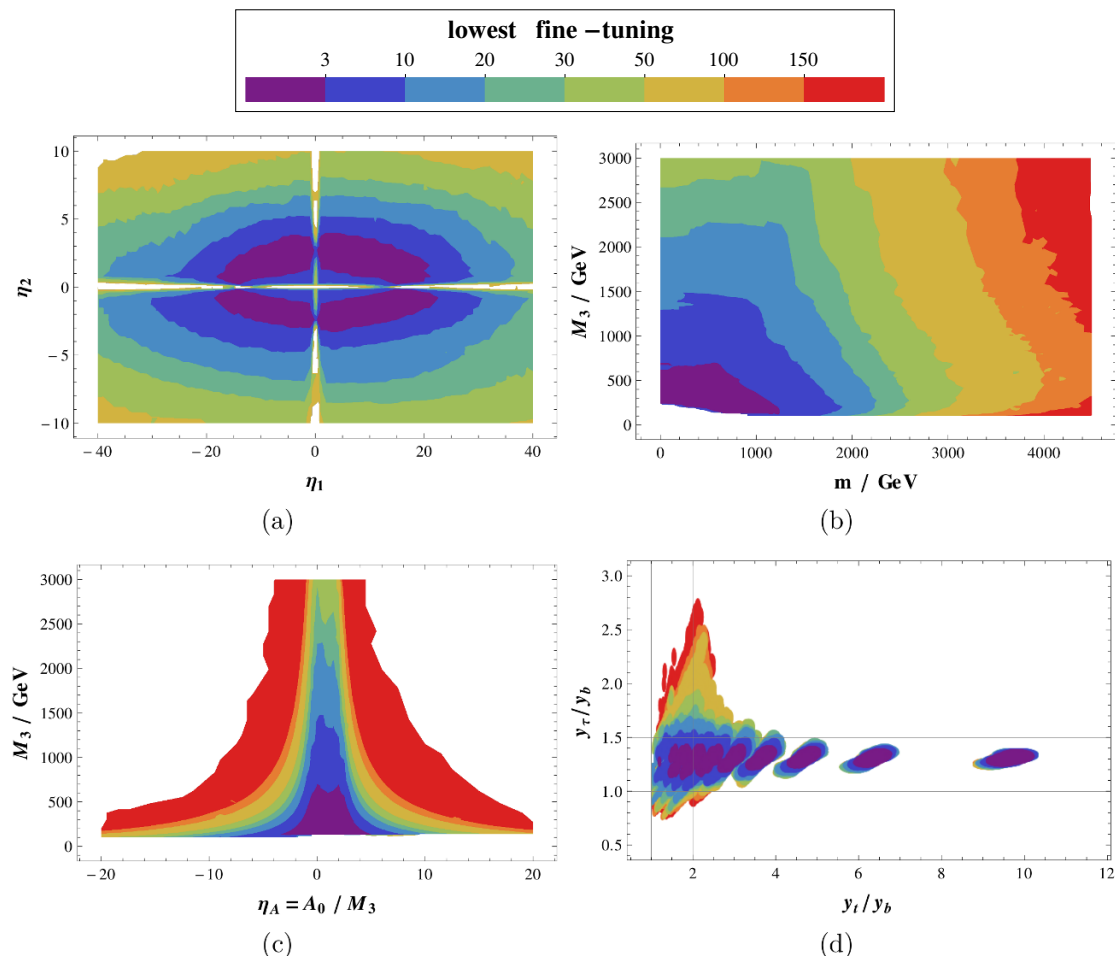 lowest fine −tuning
3 10 20 30 50 100 150
10
5
0
−5
−10
η2
−40 −20 0 20 40
η1
(a)
3000
2500
2000
1500
1000
500
0
M3 / GeV
0 1000 2000 3000 4000
m / GeV
(b)
3000
2500
2000
1500
1000
500
0
M3 / GeV
−20 −10 0 10 20
ηA = A0 / M3
(c)
3.0
2.5
2.0
1.5
1.0
0.5
yτ/yb
2 4 6 8 10 12
yt/yb
(d)